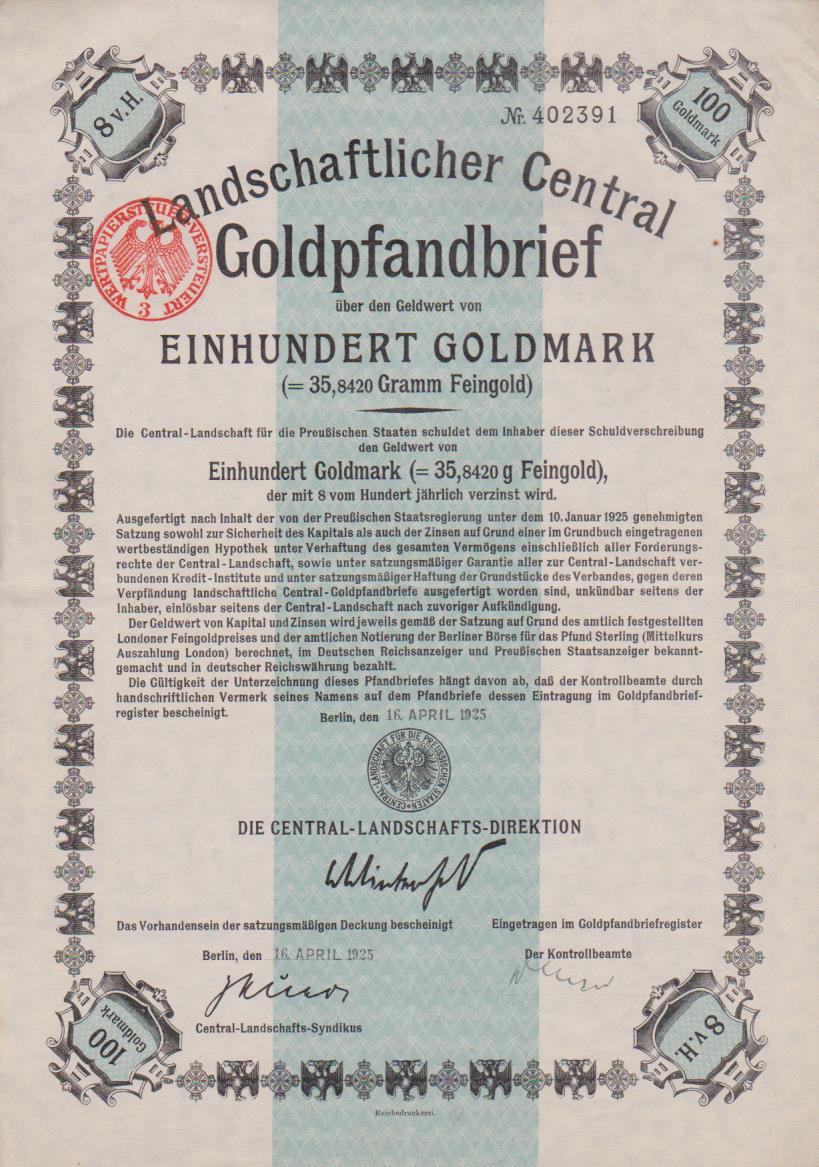 8 v.H.
100
Goldmark
Nr. 402391
Landschaftlicher Central
Goldpfandbrief
WERTPAPIERSTEUER VERSTEUERT
3
über den Geldwert von
EINHUNDERT GOLDMARK
(= 35,8420 Gramm Feingold)
Die Central-Landschaft für die Preußischen Staaten schuldet dem Inhaber dieser Schuldverschreibung
den Geldwert von
Einhundert Goldmark (= 35,8420 g Feingold),
der mit 8 vom Hundert jährlich verzinst wird.
Ausgefertigt nach Inhalt der von der Preußischen Staatsregierung unter dem 10. Januar 1925 genehmigten
Satzung sowohl zur Sicherheit des Kapitals als auch der Zinsen auf Grund einer im Grundbuch eingetragenen
wertbeständigen Hypothek unter Verhaftung des gesamten Vermögens einschließlich aller Forderungs-
rechte der Central-Landschaft, sowie unter satzungsmäßiger Garantie aller zur Central-Landschaft ver-
bundenen Kredit-Institute und unter satzungsmäßiger Haftung der Grundstücke des Verbandes, gegen deren
Verpfändung landschaftliche Central-Goldpfandbriefe ausgefertigt worden sind, unkündbar seitens der
Inhaber, einlösbar seitens der Central-Landschaft nach zuvoriger Aufkündigung.
Der Geldwert von Kapital und Zinsen wird jeweils gemäß der Satzung auf Grund des amtlich festgestellten
Londoner Feingoldpreises und der amtlichen Notierung der Berliner Börse für das Pfund Sterling (Mittelkurs
Auszahlung London) berechnet, im Deutschen Reichsanzeiger und Preußischen Staatsanzeiger bekannt-
gemacht und in deutscher Reichswährung bezahlt.
Die Gültigkeit der Unterzeichnung dieses Pfandbriefes hängt davon ab, daß der Kontrollbeamte durch
handschriftlichen Vermerk seines Namens auf dem Pfandbriefe dessen Eintragung im Goldpfandbrief-
register bescheinigt.
Berlin, den 16. APRIL 1925
CENTRAL-LANDSCHAFT FÜR DIE PREUSSISCHEN STAATEN
DIE CENTRAL-LANDSCHAFTS-DIREKTION
Das Vorhandensein der satzungsmäßigen Deckung bescheinigt
Eingetragen im Goldpfandbriefregister
Berlin, den 16. APRIL 1925
Der Kontrollbeamte
Central-Landschafts-Syndikus
100
Goldmark
8 v.H.
Reichsdruckerei.